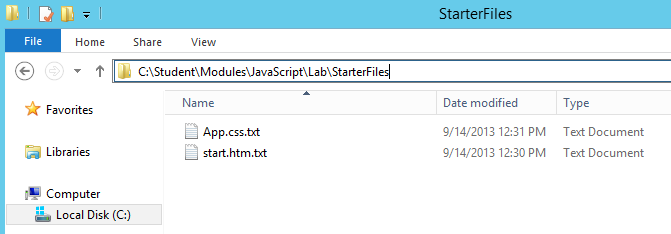 StarterFiles
File Home Share View
C:\Student\Modules\JavaScript\Lab\StarterFiles
Favorites
Libraries
Computer
Local Disk (C:)
Name Date modified Type
App.css.txt 9/14/2013 12:31 PM Text Document
start.htm.txt 9/14/2013 12:30 PM Text Document